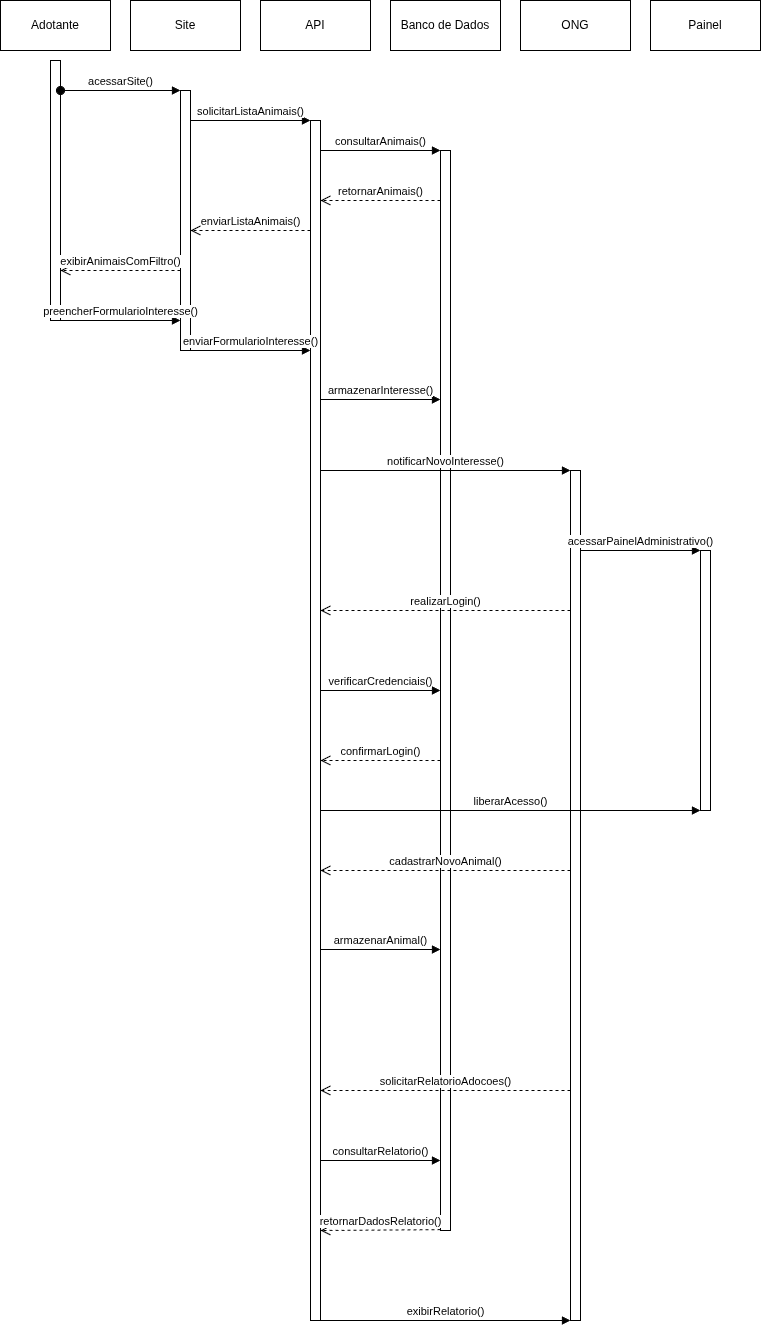 Adotante
Site
API
Banco de Dados
ONG
Painel
acessarSite()
solicitarListaAnimais()
consultarAnimais()
retornarAnimais()
enviarListaAnimais()
exibirAnimaisComFiltro()
preencherFormularioInteresse()
enviarFormularioInteresse()
armazenarInteresse()
notificarNovoInteresse()
acessarPainelAdministrativo()
realizarLogin()
verificarCredenciais()
confirmarLogin()
liberarAcesso()
cadastrarNovoAnimal()
armazenarAnimal()
solicitarRelatorioAdocoes()
consultarRelatorio()
retornarDadosRelatorio()
exibirRelatorio()